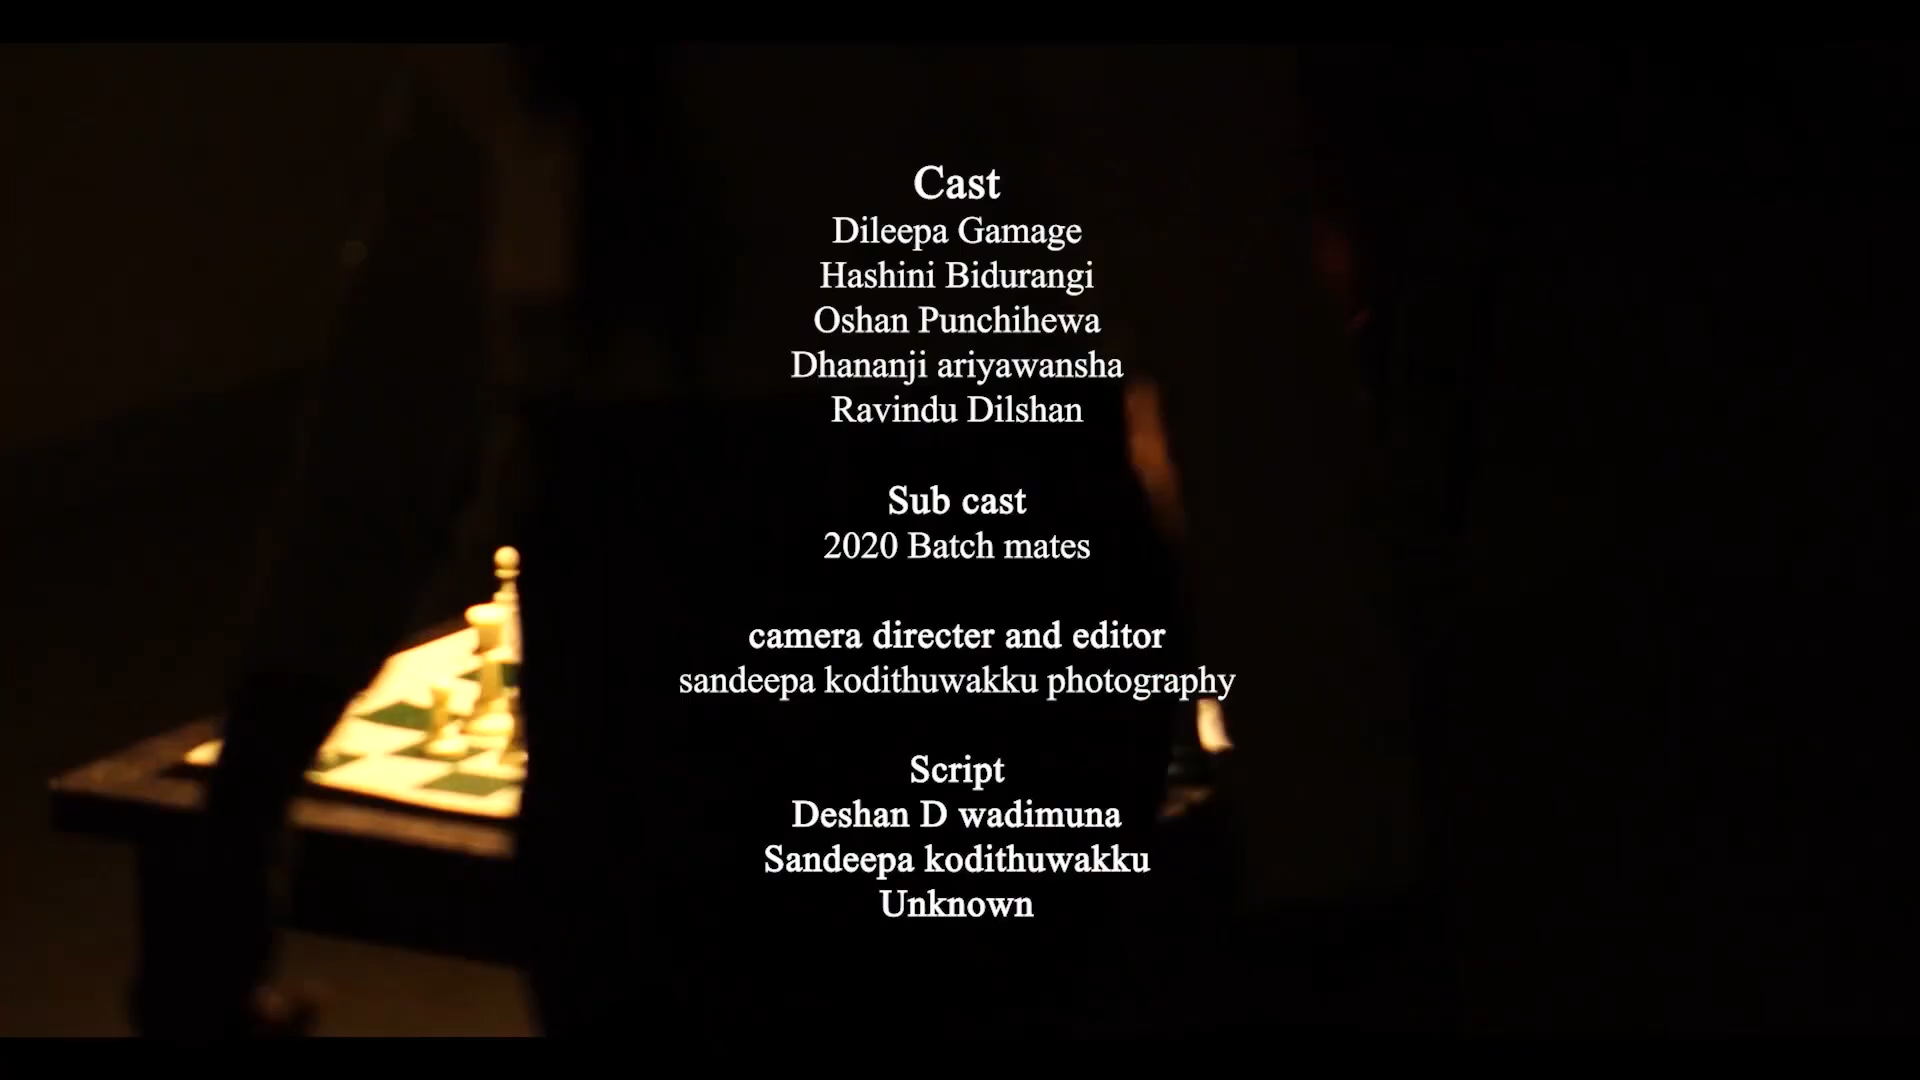 Cast
Dileepa Gamage
Hashini Bidurangi
Oshan Punchihewa
Dhananji ariyawansha
Ravindu Dilshan
Sub cast
2020 Batch mates
camera directer and editor
sandeepa kodithuwakku photography
Script
Deshan D wadimuna
Sandeepa kodithuwakku
Unknown